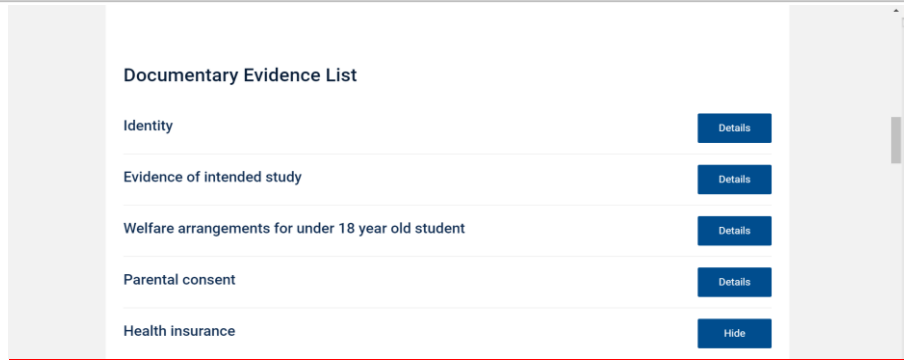 Documentary Evidence List
Identity Details
Evidence of intended study Details
Welfare arrangements for under 18 year old student Details
Parental consent Details
Health insurance Hide